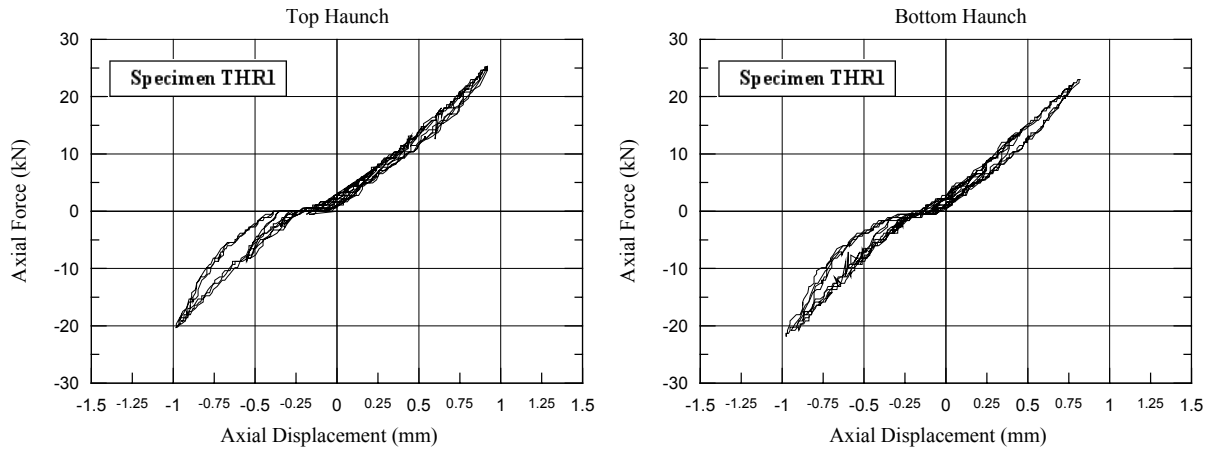 Top Haunch
30
20
10
0
-10
-20
-30
Axial Force (kN)
Specimen THR1
-1.5 -1.25 -1 -0.75 -0.5 -0.25 0 0.25 0.5 0.75 1 1.25 1.5
Axial Displacement (mm)
Bottom Haunch
30
20
10
0
-10
-20
-30
Axial Force (kN)
Specimen THR1
-1.5 -1.25 -1 -0.75 -0.5 -0.25 0 0.25 0.5 0.75 1 1.25 1.5
Axial Displacement (mm)